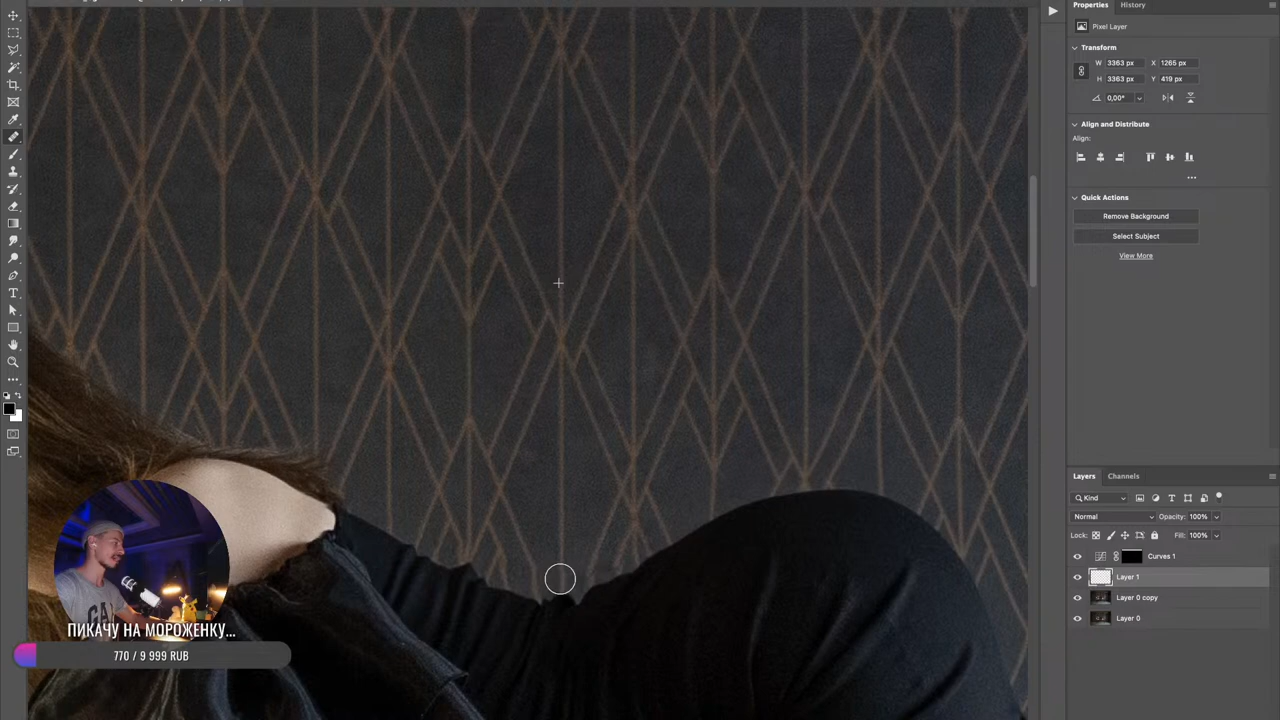 Properties History
Pixel Layer
Transform
W 3363 px X 1265 px
H 3363 px Y 419 px
0,00°
Align and Distribute
Align:
Quick Actions
Remove Background
Select Subject
View More
Layers Channels
Kind
Normal Opacity: 100%
Lock: Fill: 100%
Curves 1
Layer 1
Layer 0 copy
Layer 0
ПИКАЧУ НА МОРОЖЕНКУ...
770 / 9 999 RUB